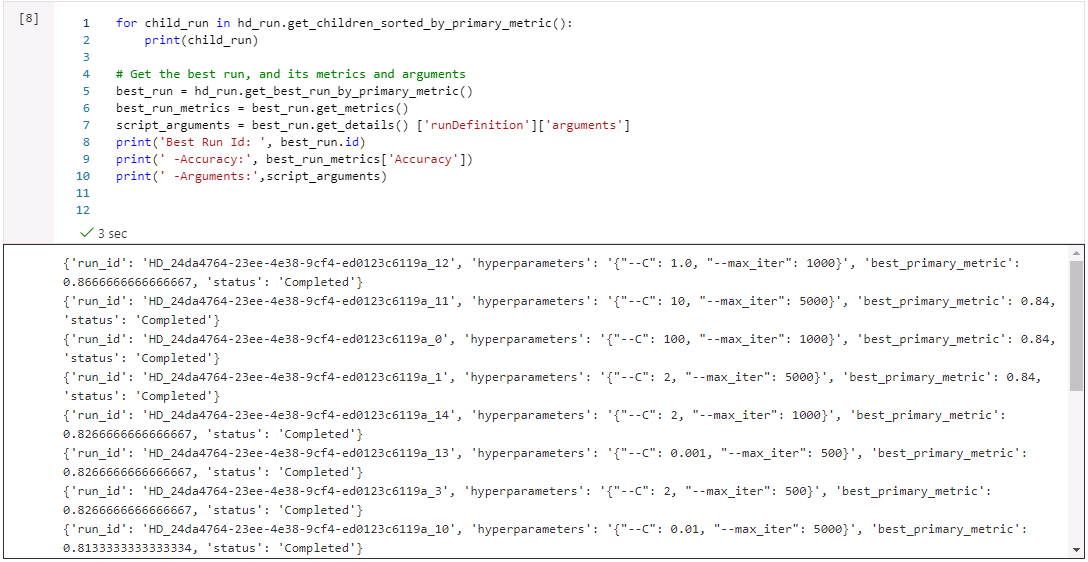 [8]
1 for child_run in hd_run.get_children_sorted_by_primary_metric():
2     print(child_run)
3
4 # Get the best run, and its metrics and arguments
5 best_run = hd_run.get_best_run_by_primary_metric()
6 best_run_metrics = best_run.get_metrics()
7 script_arguments = best_run.get_details() ['runDefinition']['arguments']
8 print('Best Run Id: ', best_run.id)
9 print(' -Accuracy:', best_run_metrics['Accuracy'])
10 print(' -Arguments:',script_arguments)
11
12
3 sec
{'run_id': 'HD_24da4764-23ee-4e38-9cf4-ed0123c6119a_12', 'hyperparameters': '{"--C": 1.0, "--max_iter": 1000}', 'best_primary_metric':
0.8666666666666667, 'status': 'Completed'}
{'run_id': 'HD_24da4764-23ee-4e38-9cf4-ed0123c6119a_11', 'hyperparameters': '{"--C": 10, "--max_iter": 5000}', 'best_primary_metric': 0.84,
'status': 'Completed'}
{'run_id': 'HD_24da4764-23ee-4e38-9cf4-ed0123c6119a_0', 'hyperparameters': '{"--C": 100, "--max_iter": 1000}', 'best_primary_metric': 0.84,
'status': 'Completed'}
{'run_id': 'HD_24da4764-23ee-4e38-9cf4-ed0123c6119a_1', 'hyperparameters': '{"--C": 2, "--max_iter": 5000}', 'best_primary_metric': 0.84,
'status': 'Completed'}
{'run_id': 'HD_24da4764-23ee-4e38-9cf4-ed0123c6119a_14', 'hyperparameters': '{"--C": 2, "--max_iter": 1000}', 'best_primary_metric':
0.8266666666666667, 'status': 'Completed'}
{'run_id': 'HD_24da4764-23ee-4e38-9cf4-ed0123c6119a_13', 'hyperparameters': '{"--C": 0.001, "--max_iter": 500}', 'best_primary_metric':
0.8266666666666667, 'status': 'Completed'}
{'run_id': 'HD_24da4764-23ee-4e38-9cf4-ed0123c6119a_3', 'hyperparameters': '{"--C": 2, "--max_iter": 500}', 'best_primary_metric':
0.8266666666666667, 'status': 'Completed'}
{'run_id': 'HD_24da4764-23ee-4e38-9cf4-ed0123c6119a_10', 'hyperparameters': '{"--C": 0.01, "--max_iter": 5000}', 'best_primary_metric':
0.8133333333333334, 'status': 'Completed'}